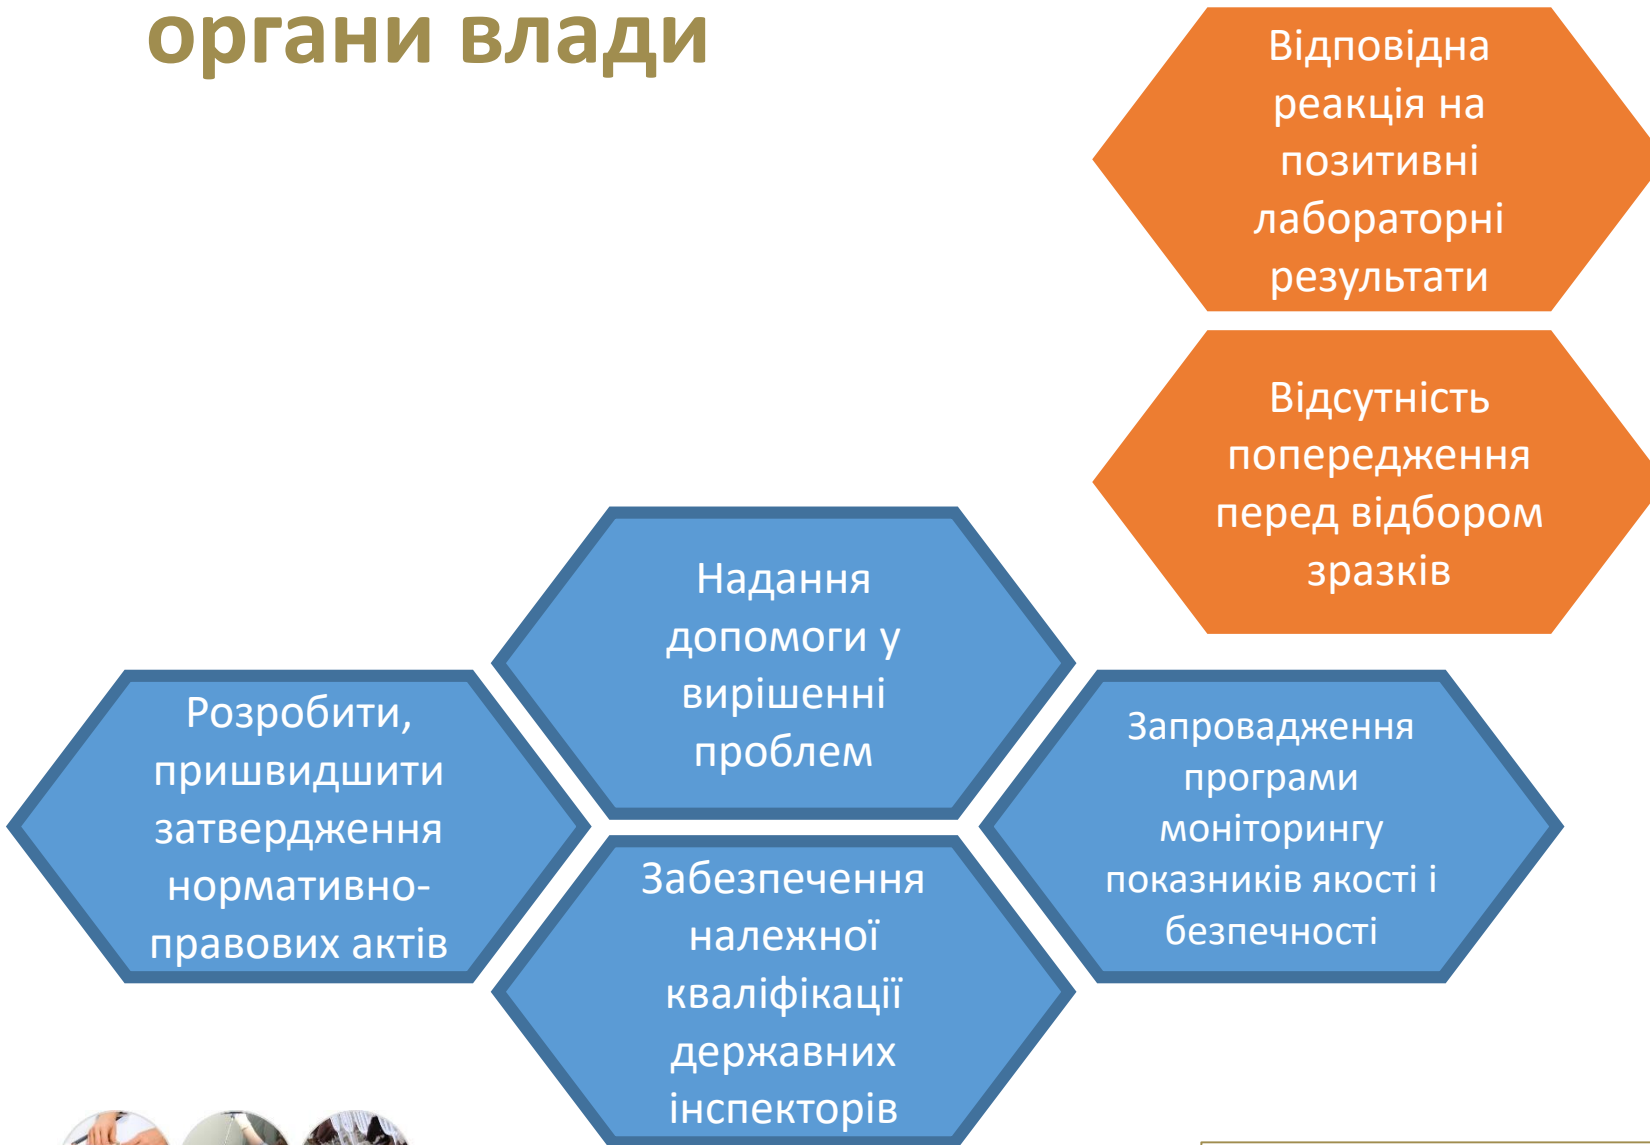 органи влади
Відповідна
реакція на
позитивні
лабораторні
результати
Відсутність
попередження
перед відбором
зразків
Надання
допомоги у
вирішенні
проблем
Розробити,
пришвидшити
затвердження
нормативно-
правових актів
Забезпечення
належної
кваліфікації
державних
інспекторів
Запровадження
програми
моніторингу
показників якості і
безпечності